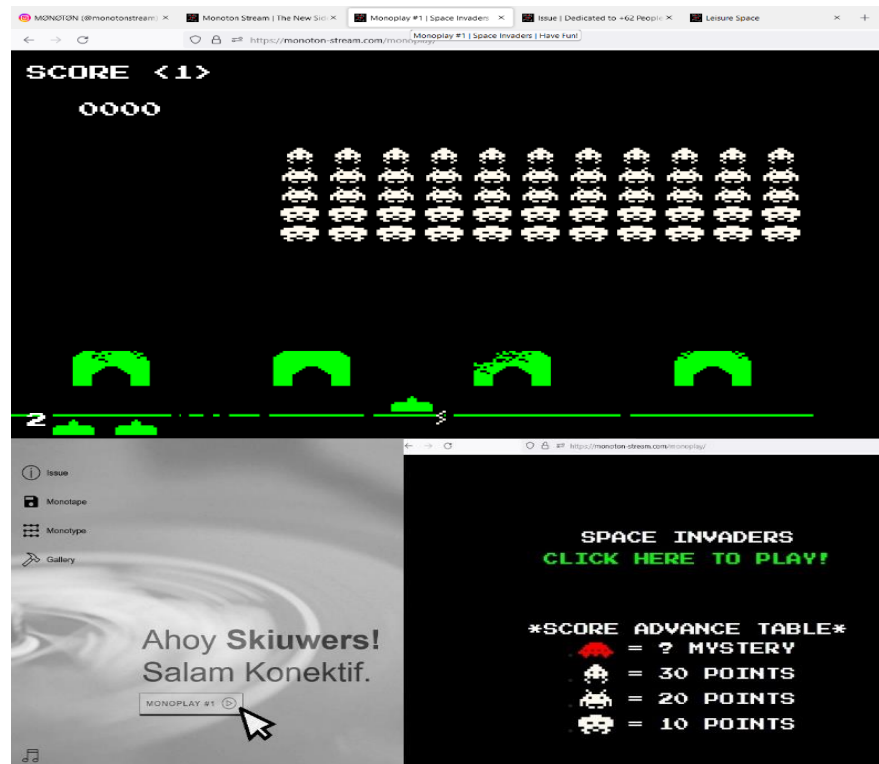 MØNØTØN (@monotonstream)
Monoton Stream | The New Si
Monoplay #1 | Space Invaders
Issue | Dedicated to +62 People
Leisure Space
https://monoton-stream.com/monoplay/
Monoplay #1 | Space Invaders | Have Fun!
SCORE <1>
0000
2
Issue
Monotape
Monotype
Gallery
Ahoy Skiuwers!
Salam Konektif.
MONOPLAY #1
https://monoton-stream.com/monoplay/
SPACE INVADERS
CLICK HERE TO PLAY!
*SCORE ADVANCE TABLE*
= ? MYSTERY
= 30 POINTS
= 20 POINTS
= 10 POINTS